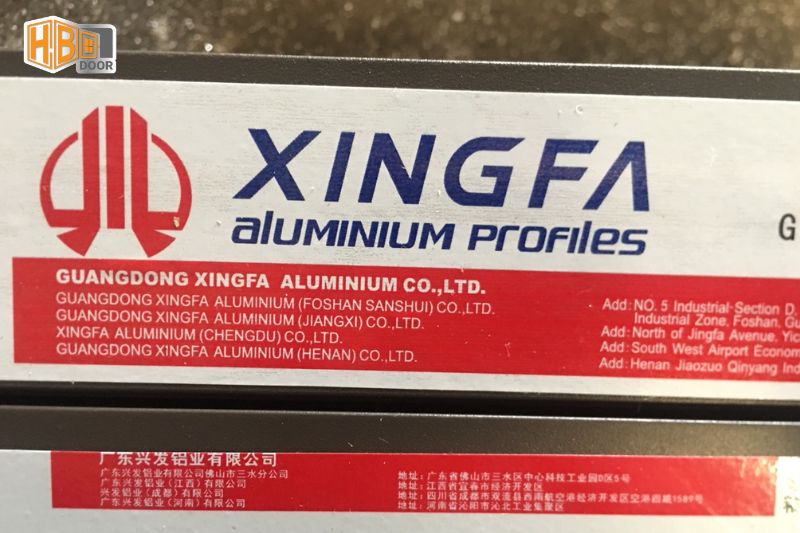 HBD
DOOR
XINGFA
aLUMINIUM PROFILES
G
GUANGDONG XINGFA ALUMINIUM CO.,LTD.
GUANGDONG XINGFA ALUMINIUM (FOSHAN SANSHUI) CO.,LTD.
GUANGDONG XINGFA ALUMINIUM (JIANGXI) CO.,LTD.
XINGFA ALUMINIUM (CHENGDU) CO.,LTD.
GUANGDONG XINGFA ALUMINIUM (HENAN) CO.,LTD.
Add: NO. 5 Industrial Section D,
Industrial Zone, Foshan, Gu
Add: North of Jingfa Avenue, Yic
Add: South West Airport Econom
Add: Henan Jiaozuo Qinyang Ind
广东兴发铝业有限公司
广东兴发铝业有限公司佛山市三水分公司
广东兴发铝业(江西)有限公司
兴发铝业(成都)有限公司
广东兴发铝业(河南)有限公司
地址:广东省佛山市三水区中心科技工业园D区5号
地址:江西省宜春市经济开发区
地址:四川省成都市双流县西南航空港经济开发区空港四路1589号
地址:河南省沁阳市沁北工业集聚区